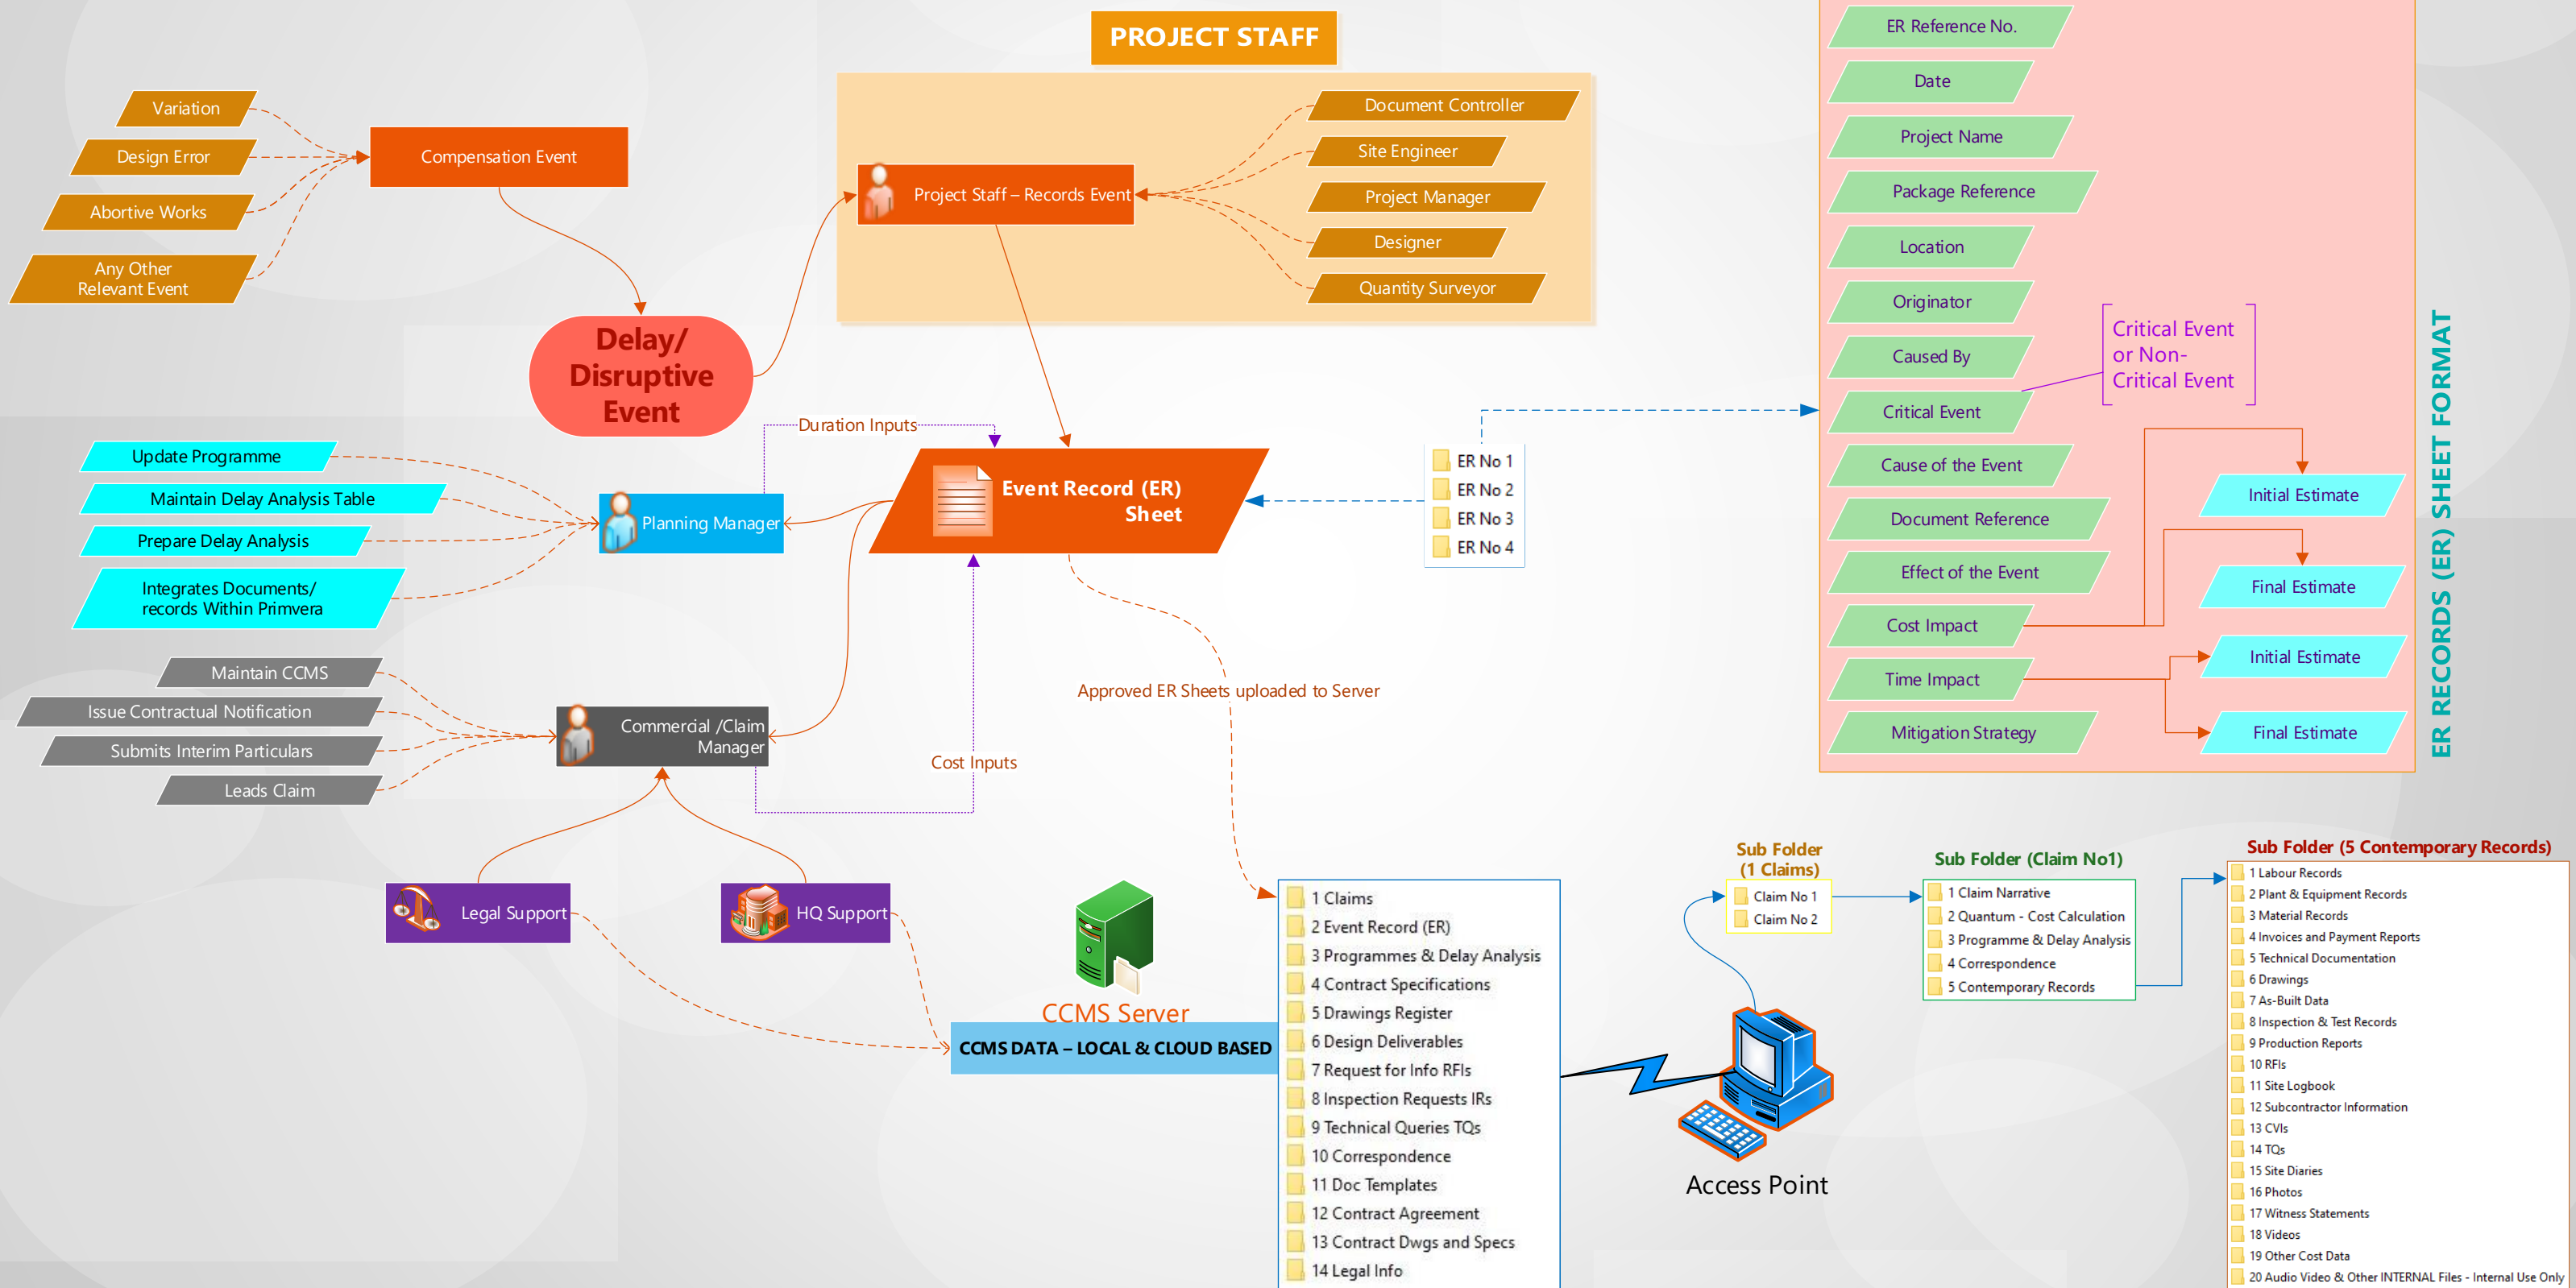 PROJECT STAFF
Variation
Design Error
Abortive Works
Any Other
Relevant Event
Compensation Event
Delay/
Disruptive
Event
Project Staff – Records Event
Document Controller
Site Engineer
Project Manager
Designer
Quantity Surveyor
Duration Inputs
Event Record (ER)
Sheet
Update Programme
Maintain Delay Analysis Table
Prepare Delay Analysis
Integrates Documents/
records Within Primvera
Planning Manager
Maintain CCMS
Issue Contractual Notification
Submits Interim Particulars
Leads Claim
Commercial /Claim
Manager
Cost Inputs
Approved ER Sheets uploaded to Server
Legal Support
HQ Support
ER No 1
ER No 2
ER No 3
ER No 4
ER Reference No.
Date
Project Name
Package Reference
Location
Originator
Caused By
Critical Event
Cause of the Event
Document Reference
Effect of the Event
Cost Impact
Time Impact
Mitigation Strategy
Critical Event
or Non-
Critical Event
Initial Estimate
Final Estimate
Initial Estimate
Final Estimate
ER RECORDS (ER) SHEET FORMAT
CCMS Server
CCMS DATA – LOCAL & CLOUD BASED
1 Claims
2 Event Record (ER)
3 Programmes & Delay Analysis
4 Contract Specifications
5 Drawings Register
6 Design Deliverables
7 Request for Info RFIs
8 Inspection Requests IRs
9 Technical Queries TQs
10 Correspondence
11 Doc Templates
12 Contract Agreement
13 Contract Dwgs and Specs
14 Legal Info
Access Point
Sub Folder
(1 Claims)
Claim No 1
Claim No 2
Sub Folder (Claim No1)
1 Claim Narrative
2 Quantum - Cost Calculation
3 Programme & Delay Analysis
4 Correspondence
5 Contemporary Records
Sub Folder (5 Contemporary Records)
1 Labour Records
2 Plant & Equipment Records
3 Material Records
4 Invoices and Payment Reports
5 Technical Documentation
6 Drawings
7 As-Built Data
8 Inspection & Test Records
9 Production Reports
10 RFIs
11 Site Logbook
12 Subcontractor Information
13 CVIs
14 TQs
15 Site Diaries
16 Photos
17 Witness Statements
18 Videos
19 Other Cost Data
20 Audio Video & Other INTERNAL Files - Internal Use Only